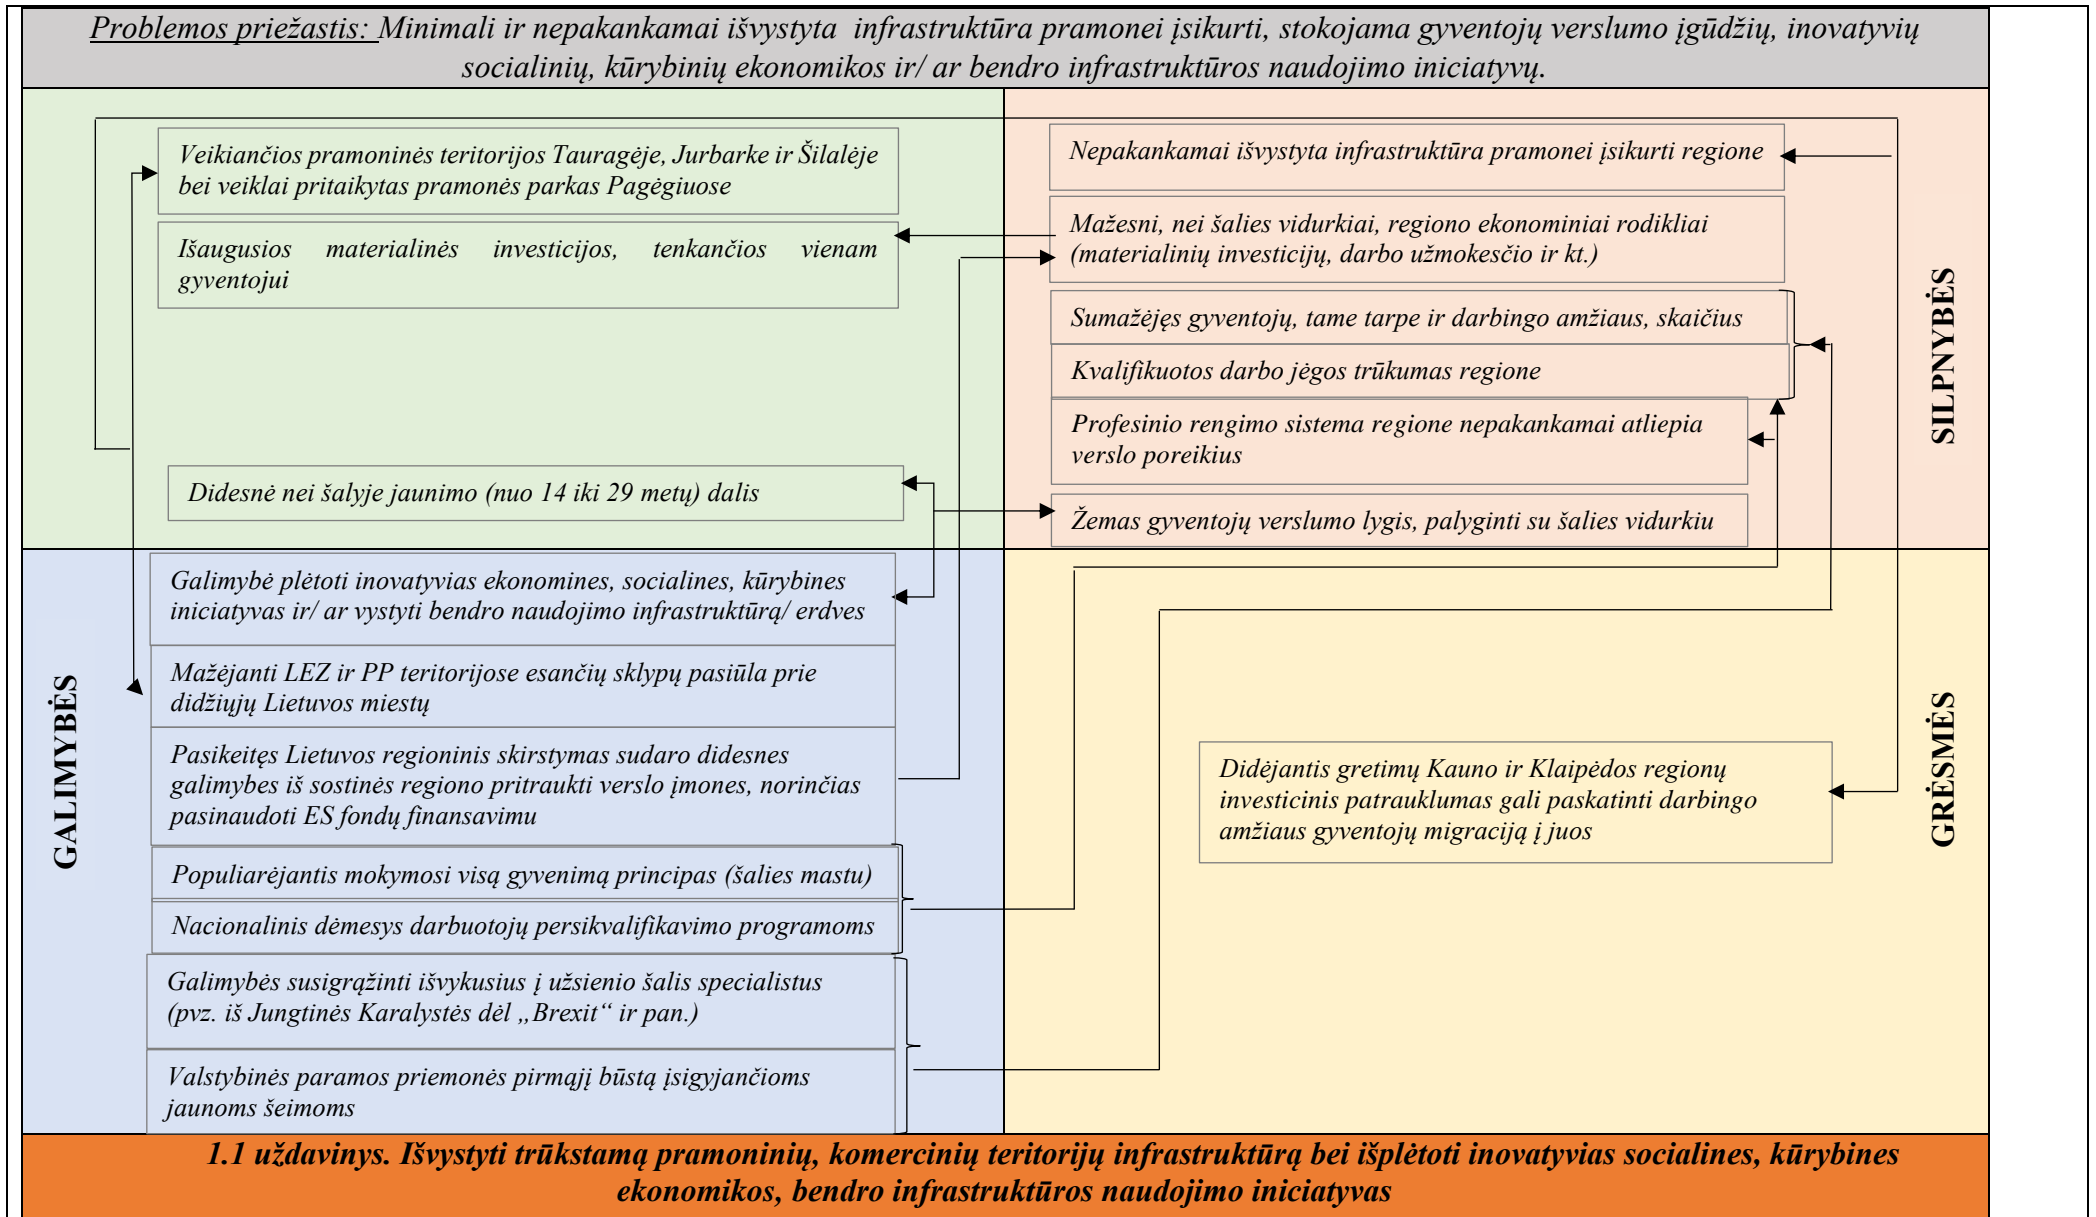 Problemos priežastis: Minimali ir nepakankamai išvystyta infrastruktūra pramonei įsikurti, stokojama gyventojų verslumo įgūdžių, inovatyvių
socialinių, kūrybinių ekonomikos ir/ ar bendro infrastruktūros naudojimo iniciatyvų.
Veikiančios pramoninės teritorijos Tauragėje, Jurbarke ir Šilalėje
bei veiklai pritaikytas pramonės parkas Pagėgiuose
Išaugusios materialinės investicijos, tenkančios vienam
gyventojui
Didesnė nei šalyje jaunimo (nuo 14 iki 29 metų) dalis
Nepakankamai išvystyta infrastruktūra pramonei įsikurti regione
Mažesni, nei šalies vidurkiai, regiono ekonominiai rodikliai
(materialinių investicijų, darbo užmokesčio ir kt.)
Sumažėjęs gyventojų, tame tarpe ir darbingo amžiaus, skaičius
Kvalifikuotos darbo jėgos trūkumas regione
Profesinio rengimo sistema regione nepakankamai atliepia
verslo poreikius
Žemas gyventojų verslumo lygis, palyginti su šalies vidurkiu
SILPNYBĖS
GALIMYBĖS
Galimybė plėtoti inovatyvias ekonomines, socialines, kūrybines
iniciatyvas ir/ ar vystyti bendro naudojimo infrastruktūrą/ erdves
Mažėjanti LEZ ir PP teritorijose esančių sklypų pasiūla prie
didžiųjų Lietuvos miestų
Pasikeitęs Lietuvos regioninis skirstymas sudaro didesnes
galimybes iš sostinės regiono pritraukti verslo įmones, norinčias
pasinaudoti ES fondų finansavimu
Populiarėjantis mokymosi visą gyvenimą principas (šalies mastu)
Nacionalinis dėmesys darbuotojų persikvalifikavimo programoms
Galimybės susigrąžinti išvykusius į užsienio šalis specialistus
(pvz. iš Jungtinės Karalystės dėl „Brexit“ ir pan.)
Valstybinės paramos priemonės pirmąjį būstą įsigyjančioms
jaunoms šeimoms
Didėjantis gretimų Kauno ir Klaipėdos regionų
investicinis patrauklumas gali paskatinti darbingo
amžiaus gyventojų migraciją į juos
GRĖSMĖS
1.1 uždavinys. Išvystyti trūkstamą pramoninių, komercinių teritorijų infrastruktūrą bei išplėtoti inovatyvias socialines, kūrybines
ekonomikos, bendro infrastruktūros naudojimo iniciatyvas